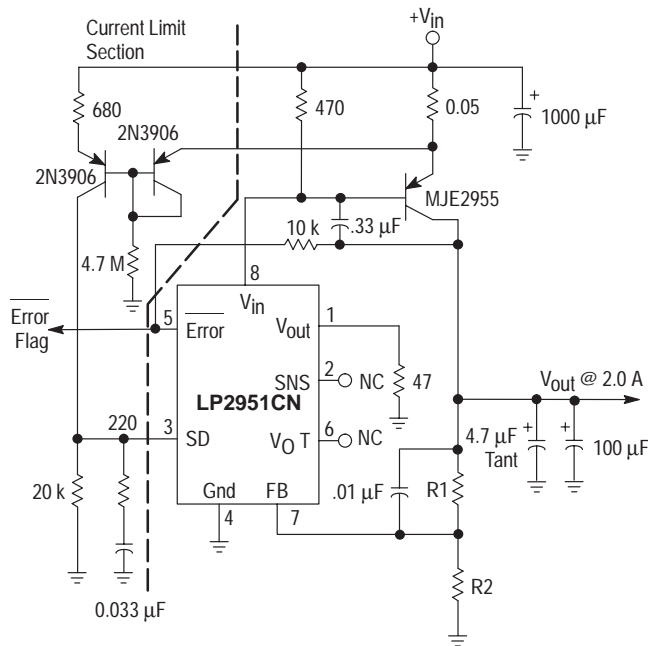 Current Limit
Section
+Vin
680
470
0.05
+
1000 µF
2N3906
2N3906
MJE2955
10 k
.33 µF
4.7 M
8
Vin
Error
Flag
5
Error
Vout
1
SNS
2
NC
47
LP2951CN
Vout @ 2.0 A
220
3
SD
VO T
6
NC
4.7 µF
Tant
+
+
100 µF
20 k
Gnd
FB
.01 µF
R1
4
7
R2
0.033 µF